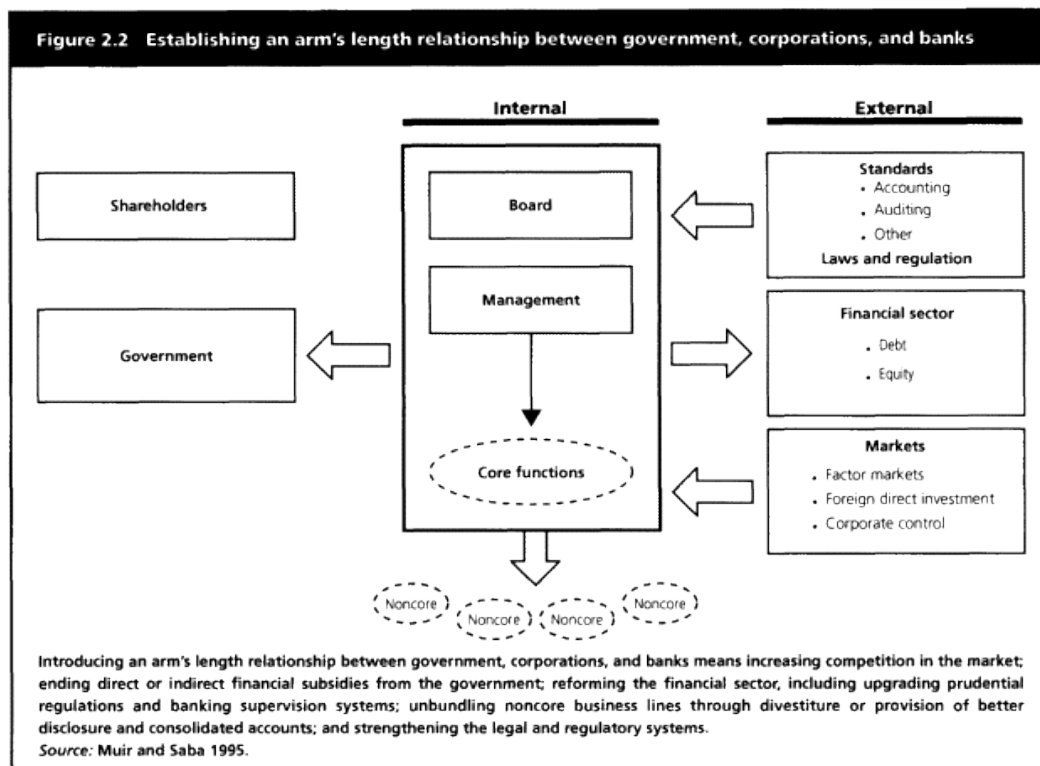 Figure 2.2 Establishing an arm's length relationship between government, corporations, and banks
Internal
External
Shareholders
Government
Board
Management
Core functions
Standards
• Accounting
• Auditing
• Other
Laws and regulation
Financial sector
• Debt
• Equity
Markets
• Factor markets
• Foreign direct investment
• Corporate control
Noncore
Noncore
Noncore
Noncore
Introducing an arm's length relationship between government, corporations, and banks means increasing competition in the market;
ending direct or indirect financial subsidies from the government; reforming the financial sector, including upgrading prudential
regulations and banking supervision systems; unbundling noncore business lines through divestiture or provision of better
disclosure and consolidated accounts; and strengthening the legal and regulatory systems.
Source: Muir and Saba 1995.